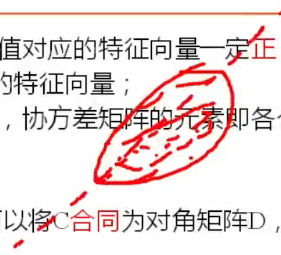 值对应的特征向量一定正
的特征向量；
，协方差矩阵的元素即各个
可以将C合同为对角矩阵D，